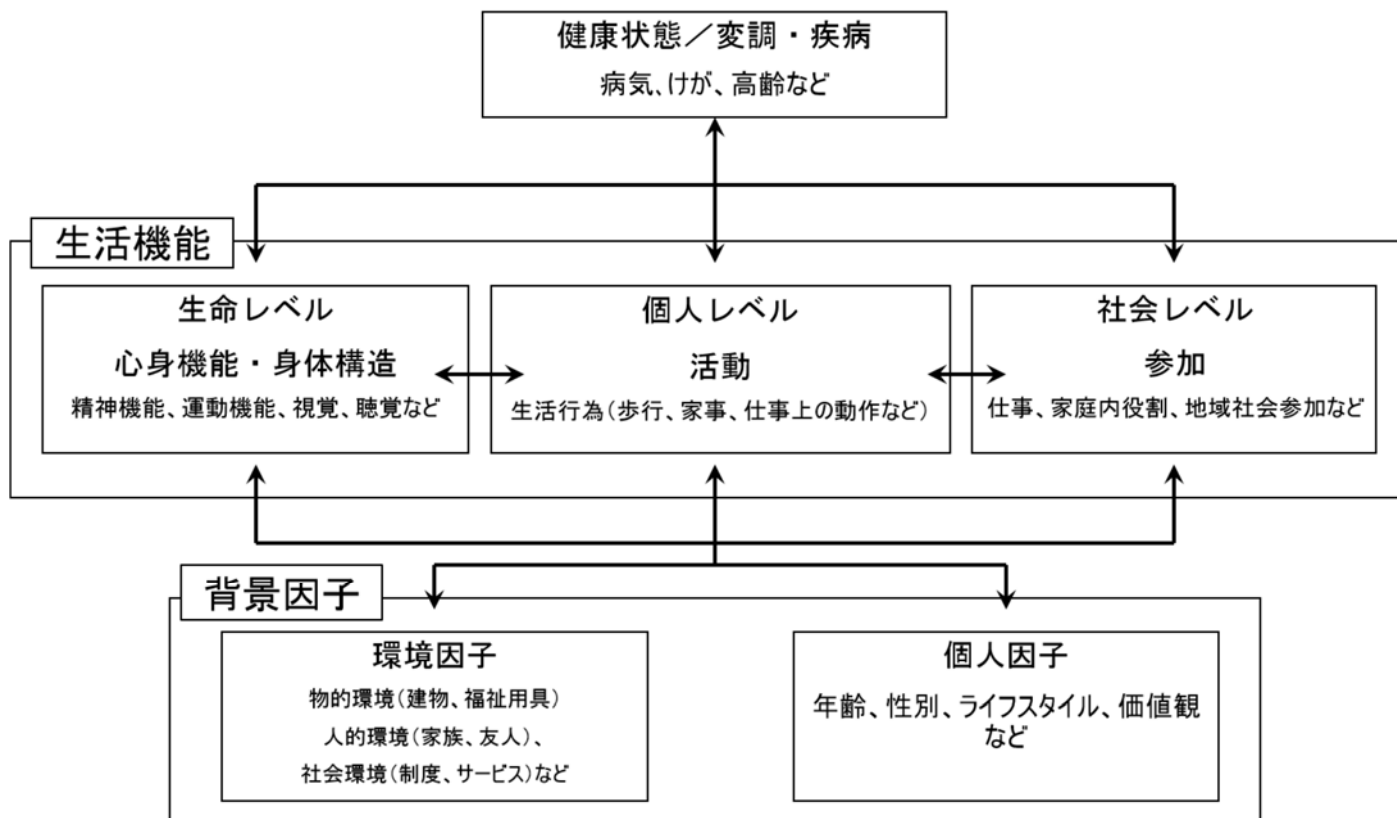 健康状態／変調・疾病
病気、けが、高齢など
生活機能
生命レベル
心身機能・身体構造
精神機能、運動機能、視覚、聴覚など
個人レベル
活動
生活行為（歩行、家事、仕事上の動作など）
社会レベル
参加
仕事、家庭内役割、地域社会参加など
背景因子
環境因子
物的環境（建物、福祉用具）
人的環境（家族、友人）、
社会環境（制度、サービス）など
個人因子
年齢、性別、ライフスタイル、価値観
など